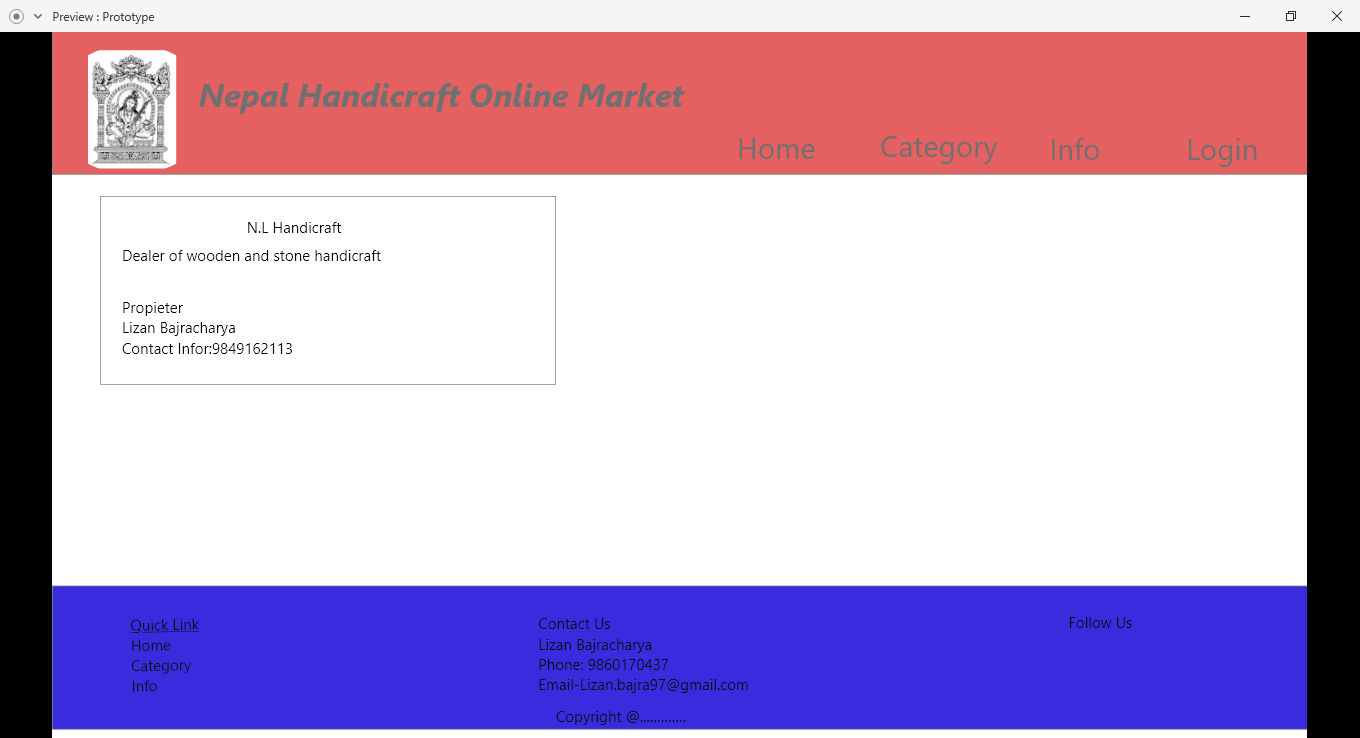 Preview : Prototype
Nepal Handicraft Online Market
Home Category Info Login
N.L Handicraft
Dealer of wooden and stone handicraft
Propieter
Lizan Bajracharya
Contact Infor:9849162113
Quick Link
Home
Category
Info
Contact Us
Lizan Bajracharya
Phone: 9860170437
Email-Lizan.bajra97@gmail.com
Copyright @.............
Follow Us